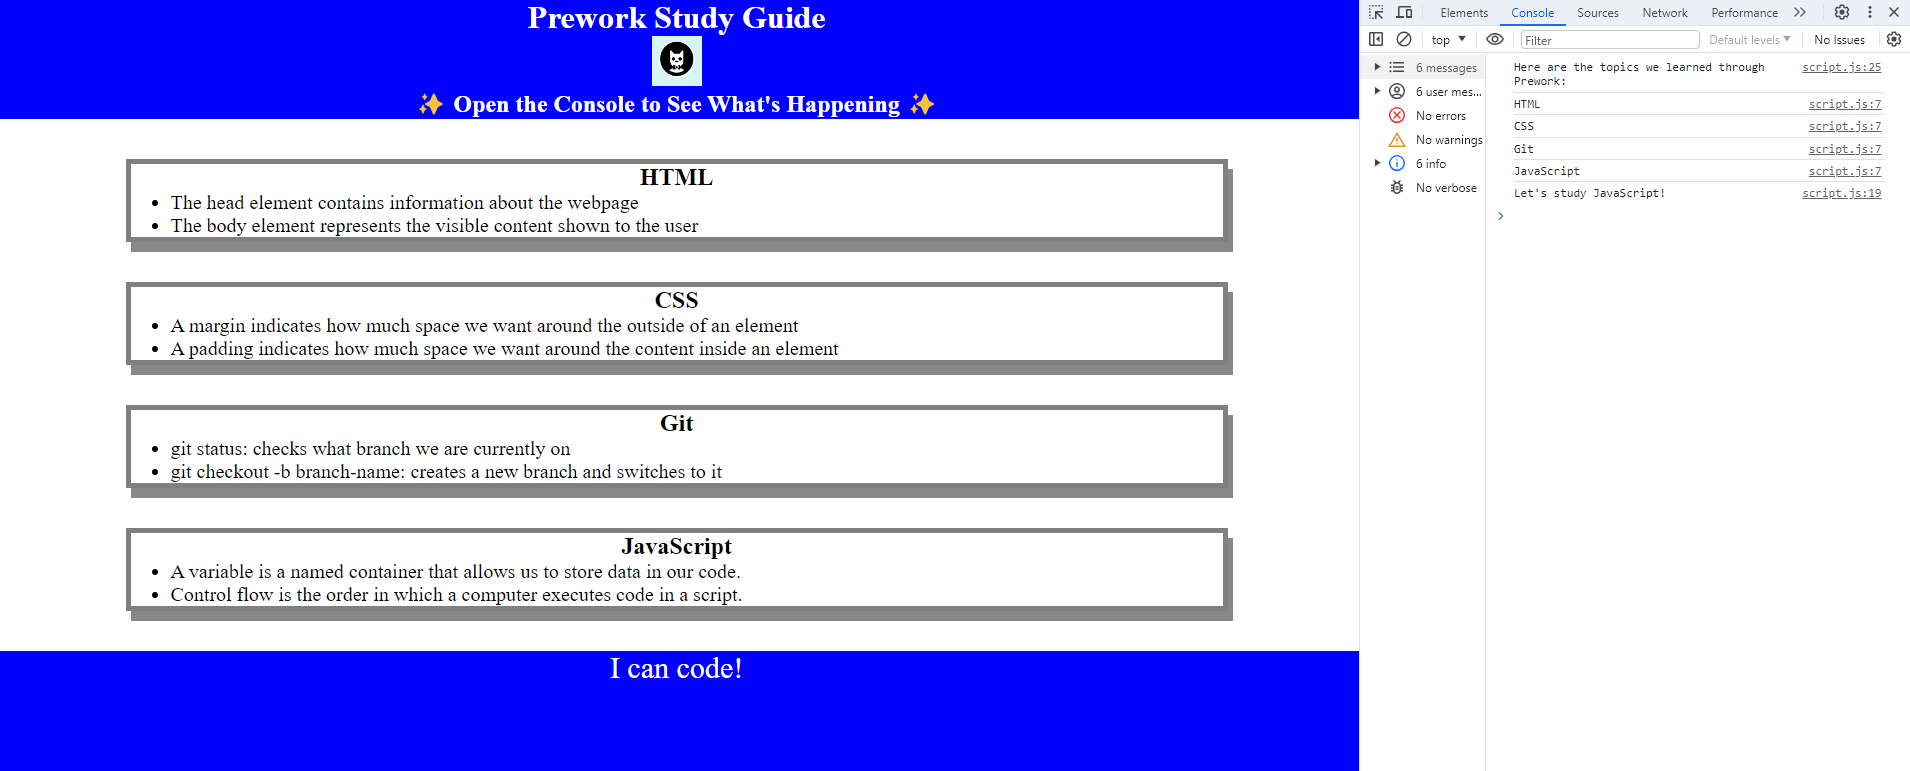 Prework Study Guide
✨ Open the Console to See What's Happening ✨
HTML
The head element contains information about the webpage
The body element represents the visible content shown to the user
CSS
A margin indicates how much space we want around the outside of an element
A padding indicates how much space we want around the content inside an element
Git
git status: checks what branch we are currently on
git checkout -b branch-name: creates a new branch and switches to it
JavaScript
A variable is a named container that allows us to store data in our code.
Control flow is the order in which a computer executes code in a script.
I can code!
Elements Console Sources Network Performance
top Filter Default levels No Issues
6 messages
6 user mes...
No errors
No warnings
6 info
No verbose
Here are the topics we learned through script.js:25
Prework:
HTML script.js:7
CSS script.js:7
Git script.js:7
JavaScript script.js:7
Let's study JavaScript! script.js:19